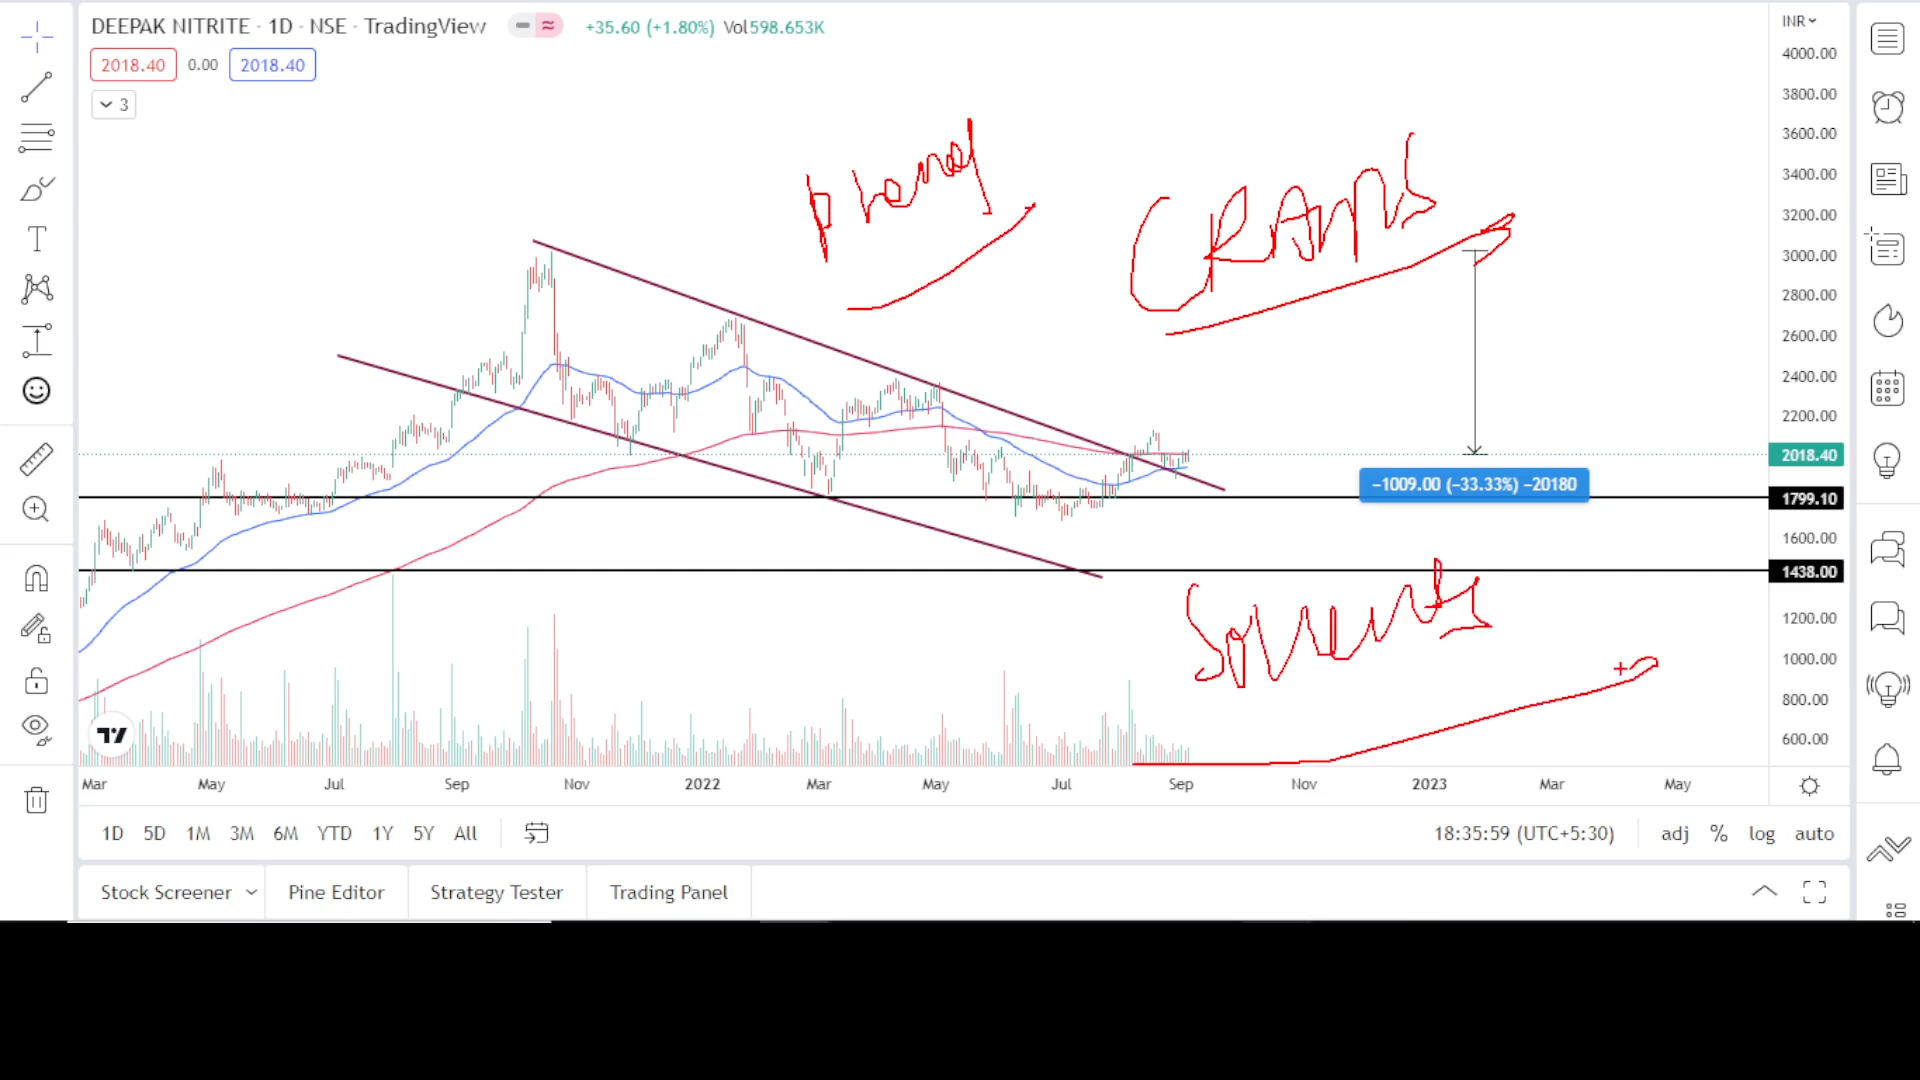 DEEPAK NITRITE · 1D · NSE · TradingView +35.60 (+1.80%) Vol598.653K
INR
2018.40 0.00 2018.40
3
4000.00
3800.00
3600.00
3400.00
3200.00
3000.00
2800.00
2600.00
2400.00
2200.00
2018.40
1799.10
1600.00
1438.00
1200.00
1000.00
800.00
600.00
Phenol
CRAMS
−1009.00 (−33.33%) −20180
Solvents
Mar May Jul Sep Nov 2022 Mar May Jul Sep Nov 2023 Mar May
1D 5D 1M 3M 6M YTD 1Y 5Y All 18:35:59 (UTC+5:30) adj % log auto
Stock Screener Pine Editor Strategy Tester Trading Panel